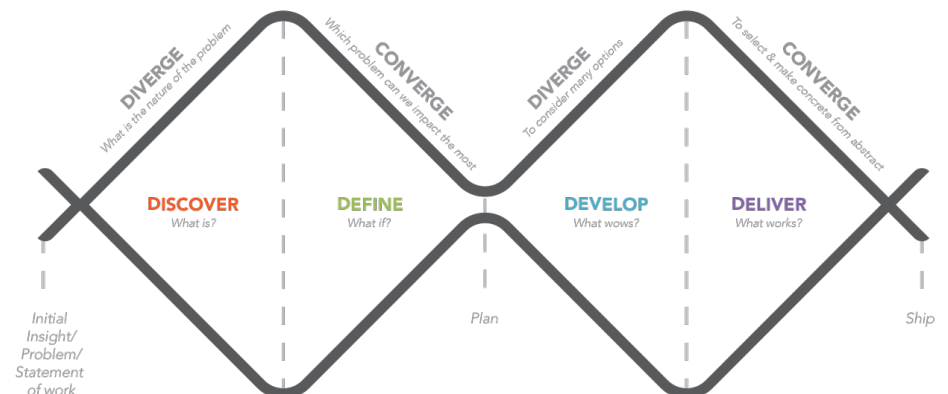 DIVERGE
What is the nature of the problem
CONVERGE
Which problem can we impact the most
DIVERGE
To consider many options
CONVERGE
To select & make concrete from abstract
DISCOVER
What is?
DEFINE
What if?
DEVELOP
What wows?
DELIVER
What works?
Initial
Insight/
Problem/
Statement
of work
Plan
Ship